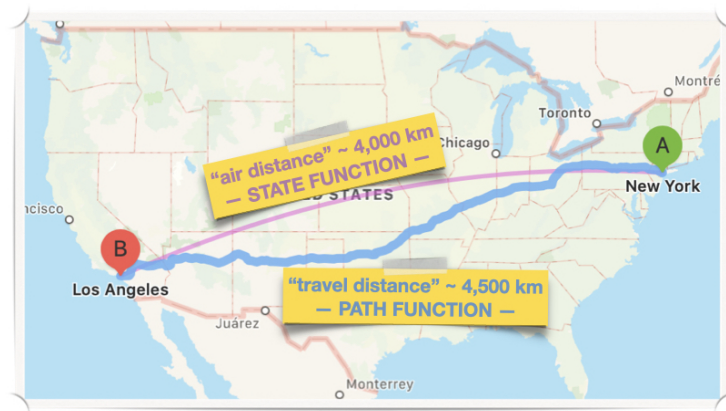 Montré
Toronto
A
Chicago
"air distance" ~ 4,000 km
— STATE FUNCTION —
New York
D STATES
ncisco
B
Los Angeles
"travel distance" ~ 4,500 km
— PATH FUNCTION —
Juárez
Monterrey